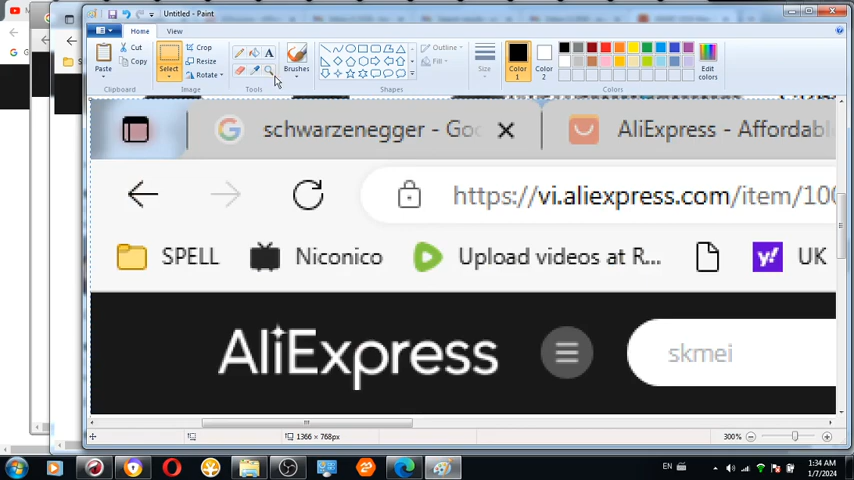 Untitled - Paint
Home View
Paste
Cut
Copy
Clipboard
Select
Crop
Resize
Rotate
Image
A
Tools
Brushes
Outline
Fill
Shapes
Size
Color 1
Color 2
Edit colors
Colors
schwarzenegger - Goo
AliExpress - Affordabl
https://vi.aliexpress.com/item/100
SPELL
Niconico
Upload videos at R...
y!
UK
AliExpress
skmei
1366 × 768px
300%
EN
1:34 AM
1/7/2024